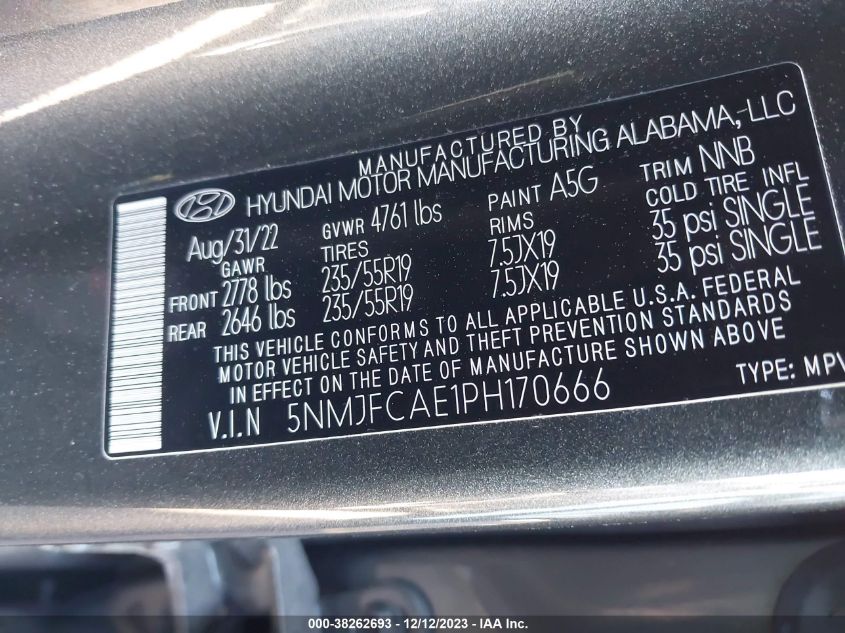 MANUFACTURED BY
HYUNDAI MOTOR MANUFACTURING ALABAMA, LLC
Aug/31/22 GVWR 4761 lbs PAINT A5G TRIM NNB
GAWR TIRES RIMS COLD TIRE INFL
FRONT 2778 lbs 235/55R19 7.5JX19 35 psi SINGLE
REAR 2646 lbs 235/55R19 7.5JX19 35 psi SINGLE
THIS VEHICLE CONFORMS TO ALL APPLICABLE U.S.A. FEDERAL
MOTOR VEHICLE SAFETY AND THEFT PREVENTION STANDARDS
IN EFFECT ON THE DATE OF MANUFACTURE SHOWN ABOVE
V.I.N 5NMJFCAE1PH170666 TYPE: MPV
000-38262693 - 12/12/2023 - IAA Inc.